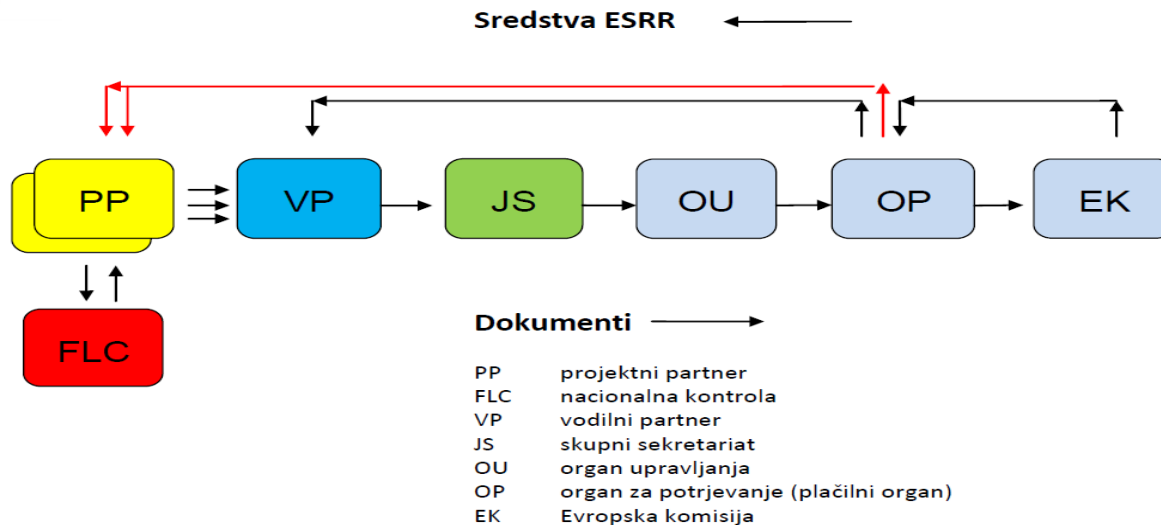 Sredstva ESRR
PP
VP
JS
OU
OP
EK
FLC
Dokumenti
PP projektni partner
FLC nacionalna kontrola
VP vodilni partner
JS skupni sekretariat
OU organ upravljanja
OP organ za potrjevanje (plačilni organ)
EK Evropska komisija